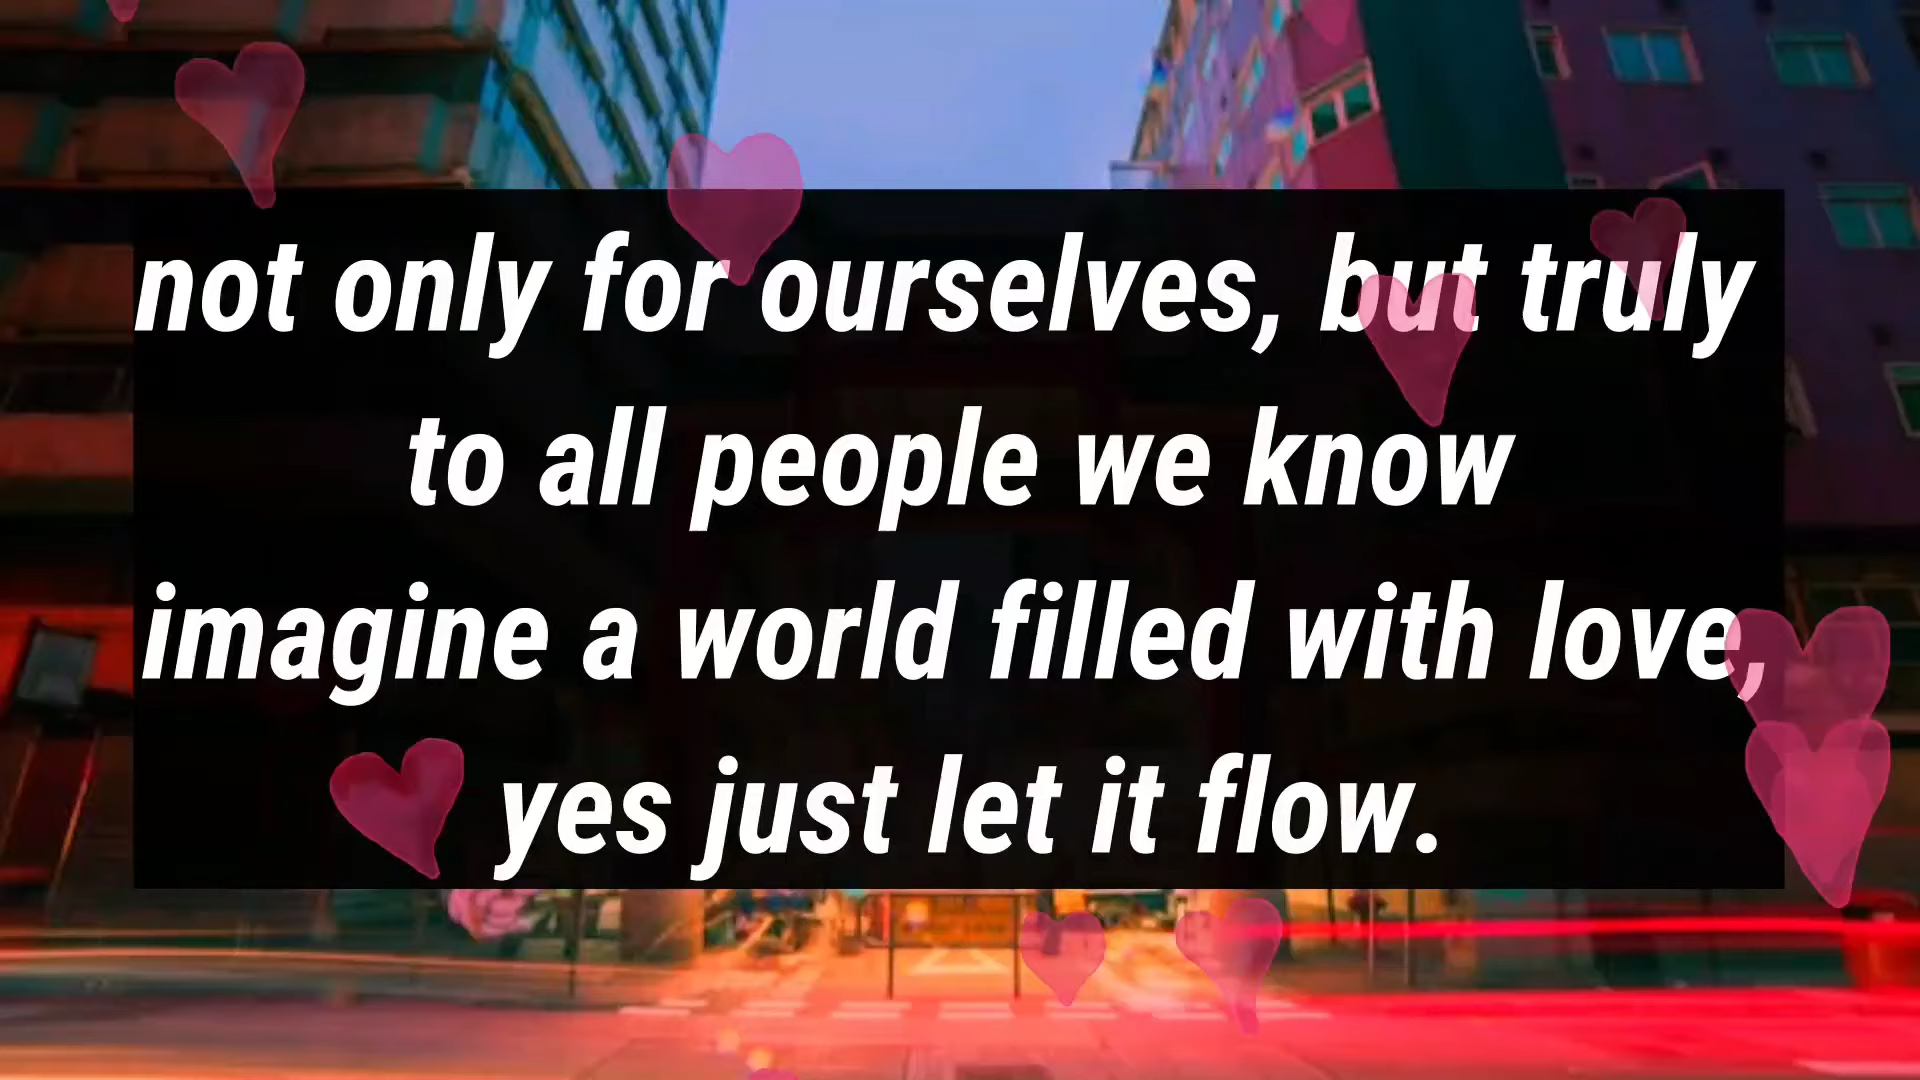 not only for ourselves, but truly
to all people we know
imagine a world filled with love,
yes just let it flow.